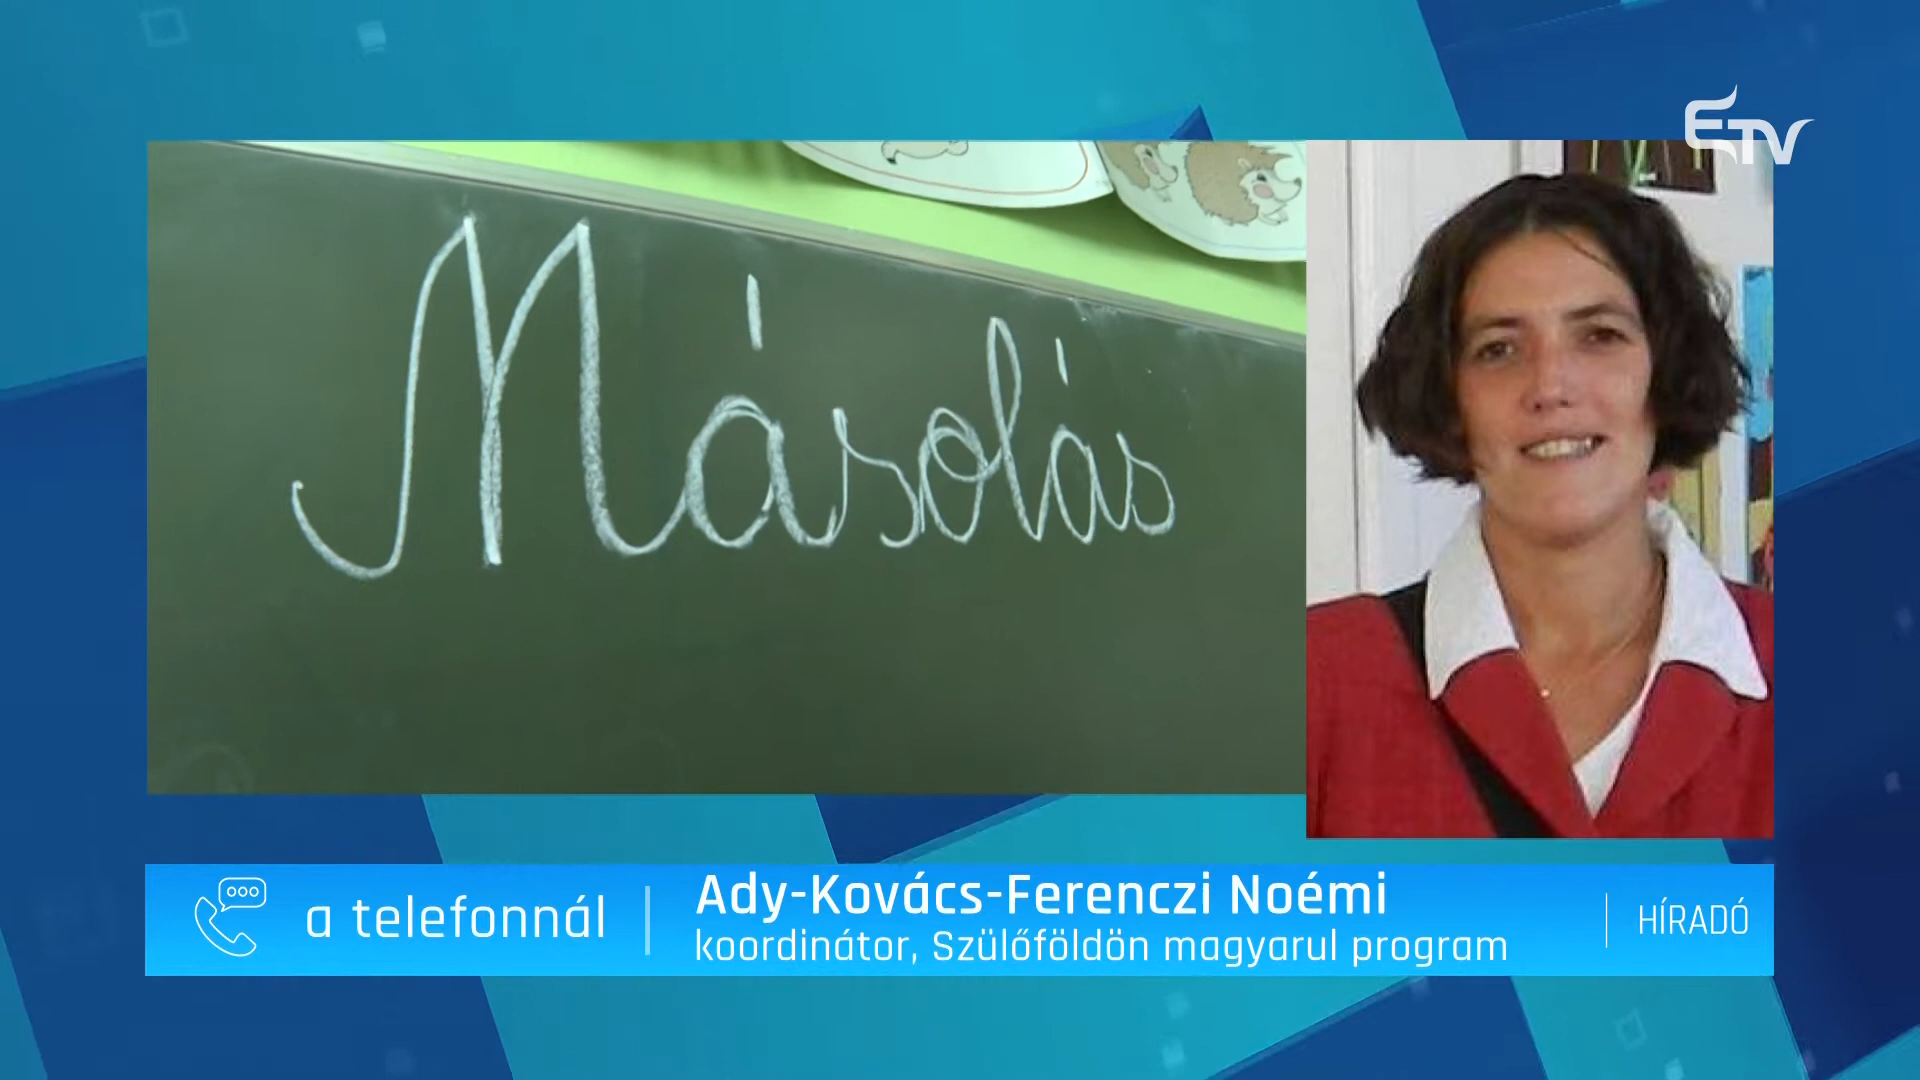 ETV
Másolás
a telefonnál
Ady-Kovács-Ferenczi Noémi
koordinátor, Szülőföldön magyarul program
HÍRADÓ